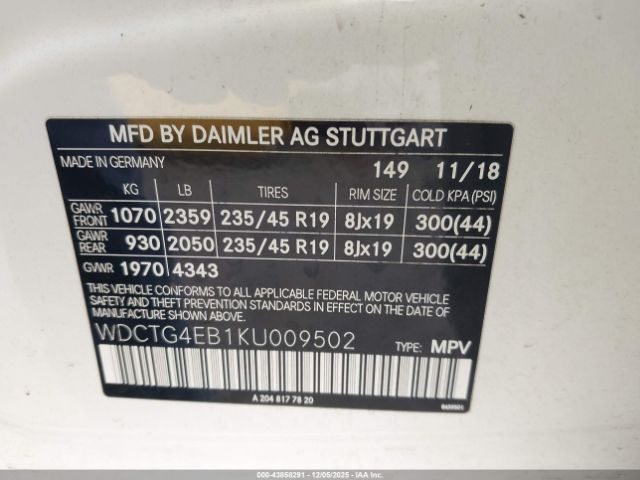 MFD BY DAIMLER AG STUTTGART
MADE IN GERMANY 149 11/18
KG LB TIRES RIM SIZE COLD KPA (PSI)
GAWR FRONT 1070 2359 235/45 R19 8Jx19 300(44)
GAWR REAR 930 2050 235/45 R19 8Jx19 300(44)
GVWR 1970 4343
THIS VEHICLE CONFORMS TO ALL APPLICABLE FEDERAL MOTOR VEHICLE
SAFETY AND THEFT PREVENTION STANDARDS IN EFFECT ON THE DATE OF
MANUFACTURE SHOWN ABOVE.
WDCTG4EB1KU009502 TYPE: MPV
A 204 817 78 20
000-43858291 - 12/05/2025 - IAAI.CA